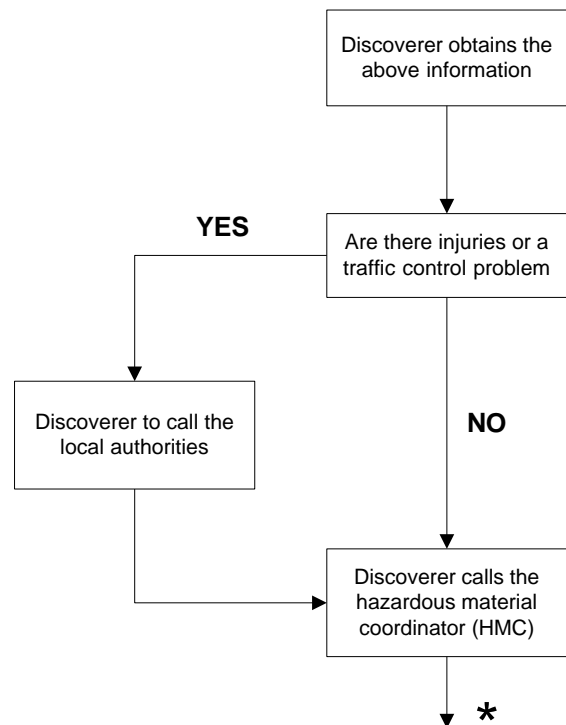 Discoverer obtains the
above information
YES
Are there injuries or a
traffic control problem
Discoverer to call the
local authorities
NO
Discoverer calls the
hazardous material
coordinator (HMC)
*